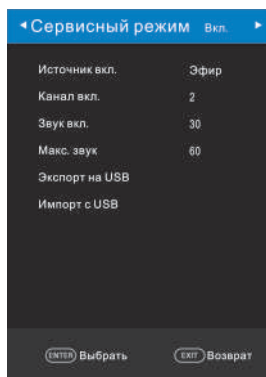 Сервисный режим Вкл.
Источник вкл. Эфир
Канал вкл. 2
Звук вкл. 30
Макс. звук 60
Экспорт на USB
Импорт с USB
ENTER Выбрать EXIT Возврат